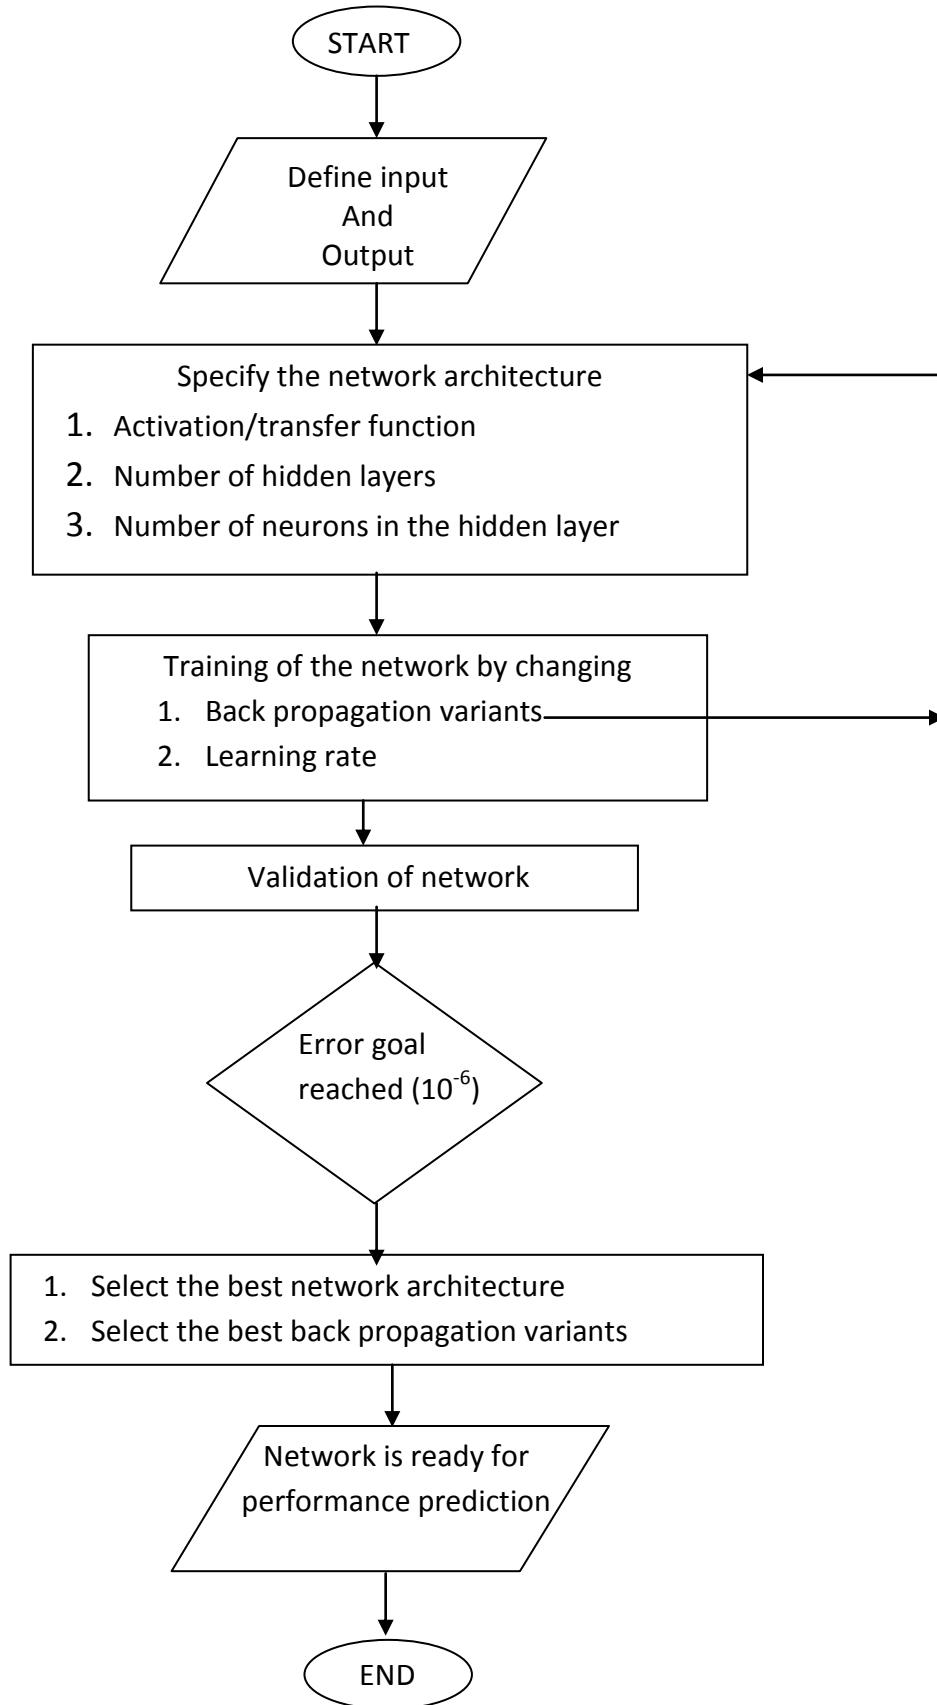 START
Define input
And
Output
Specify the network architecture
1. Activation/transfer function
2. Number of hidden layers
3. Number of neurons in the hidden layer
Training of the network by changing
1. Back propagation variants
2. Learning rate
Validation of network
Error goal
reached (10⁻⁶)
1. Select the best network architecture
2. Select the best back propagation variants
Network is ready for
performance prediction
END